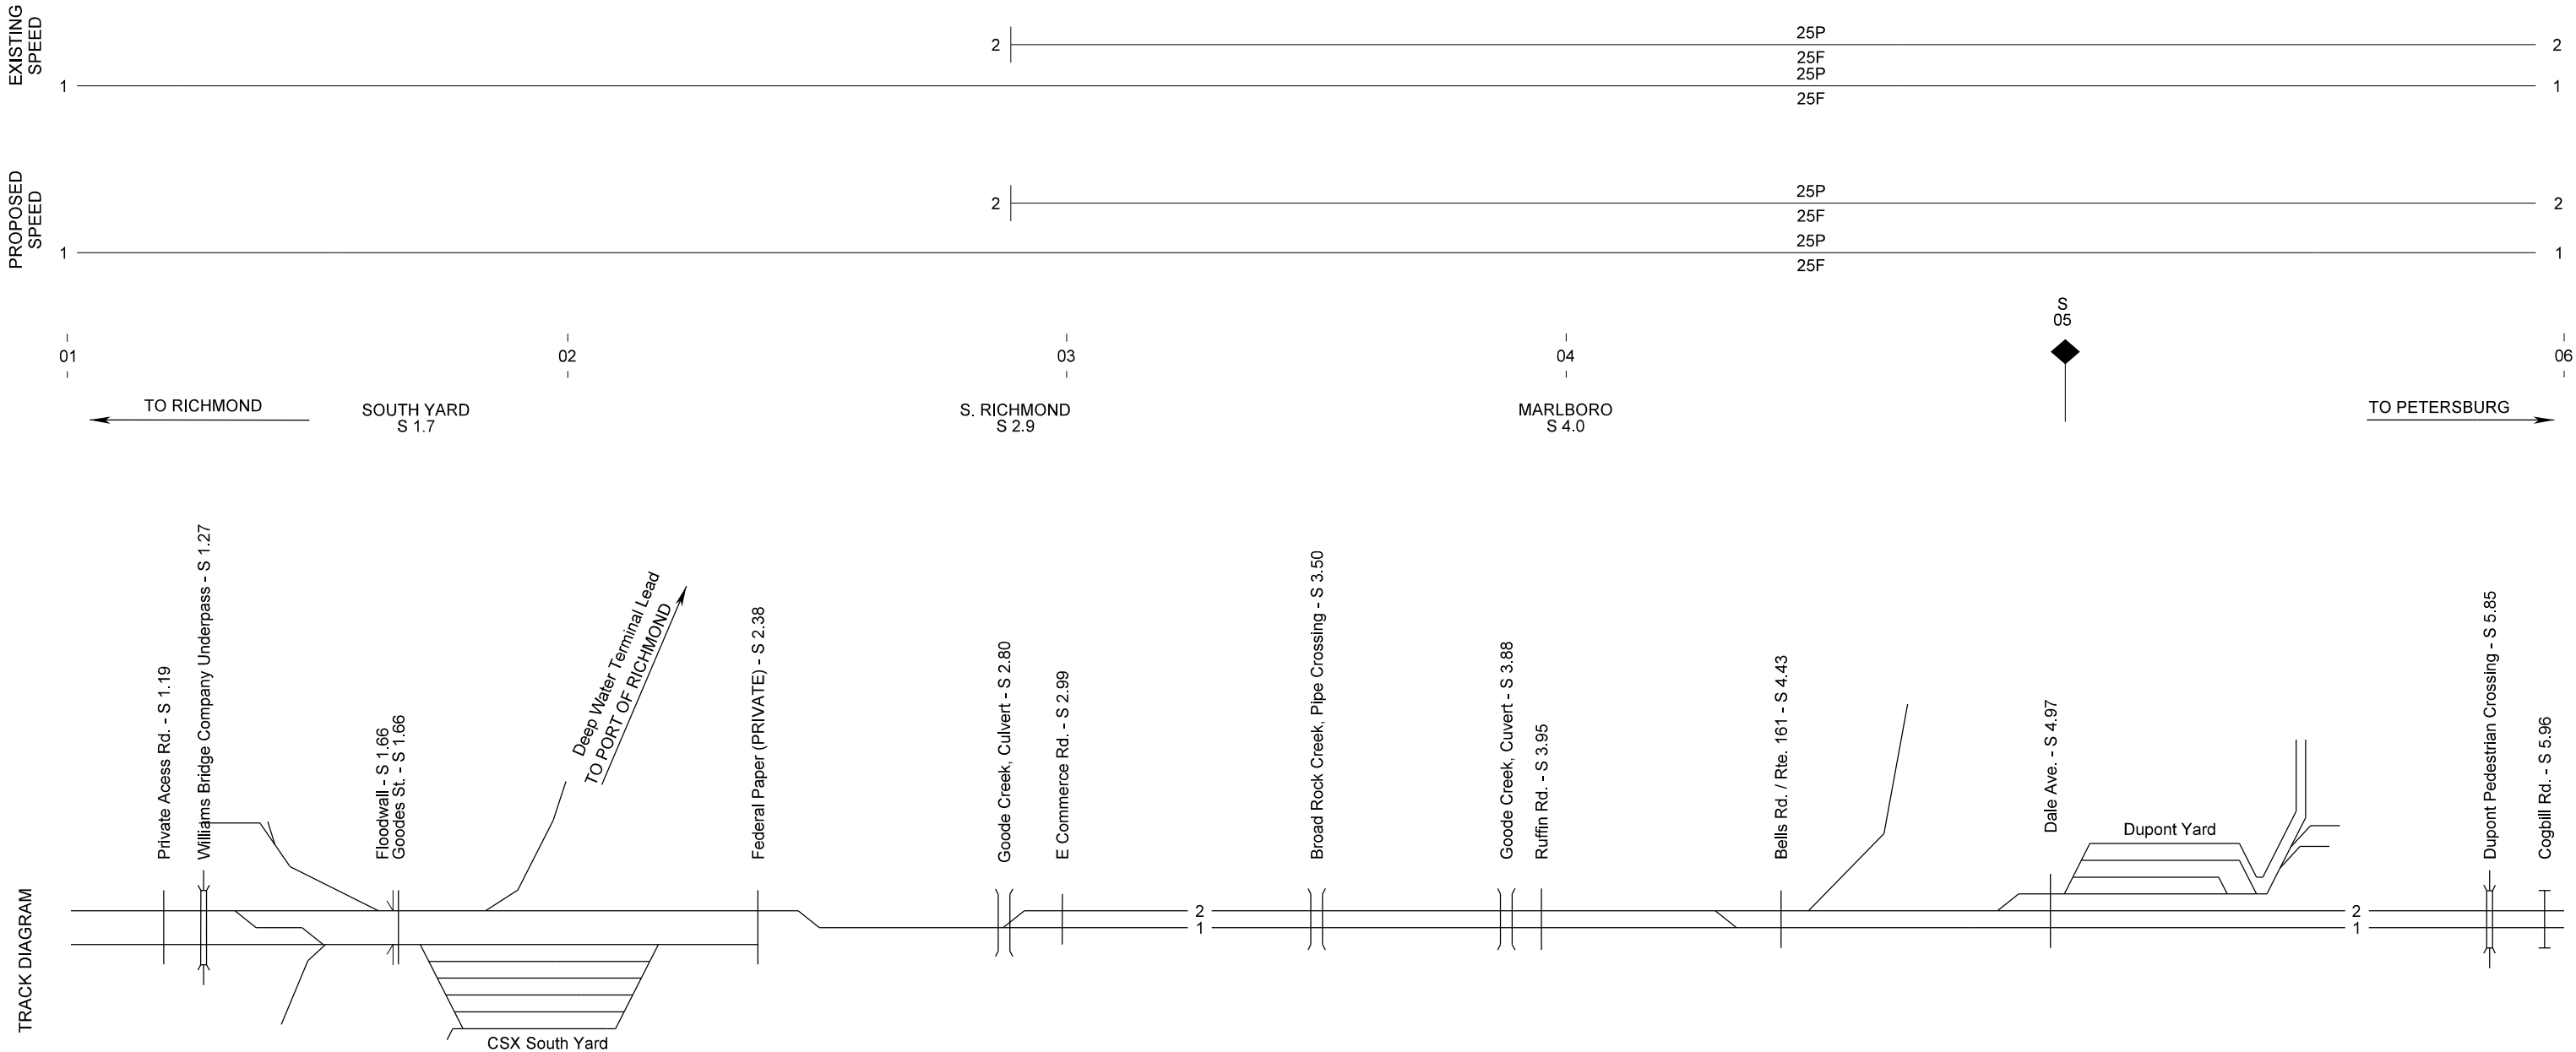 EXISTING
SPEED
2
25P
25F
2
1
25P
25F
1
PROPOSED
SPEED
2
25P
25F
2
1
25P
25F
1
S
05
01
02
03
04
06
TO RICHMOND
SOUTH YARD
S 1.7
S. RICHMOND
S 2.9
MARLBORO
S 4.0
TO PETERSBURG
TRACK DIAGRAM
Private Acess Rd. - S 1.19
Williams Bridge Company Underpass - S 1.27
Floodwall - S 1.66
Goodes St. - S 1.66
Deep Water Terminal Lead
TO PORT OF RICHMOND
Federal Paper (PRIVATE) - S 2.38
Goode Creek, Culvert - S 2.80
E Commerce Rd. - S 2.99
Broad Rock Creek, Pipe Crossing - S 3.50
Goode Creek, Cuvert - S 3.88
Ruffin Rd. - S 3.95
Bells Rd. / Rte. 161 - S 4.43
Dale Ave. - S 4.97
Dupont Yard
Dupont Pedestrian Crossing - S 5.85
Cogbill Rd. - S 5.96
2
1
2
1
CSX South Yard